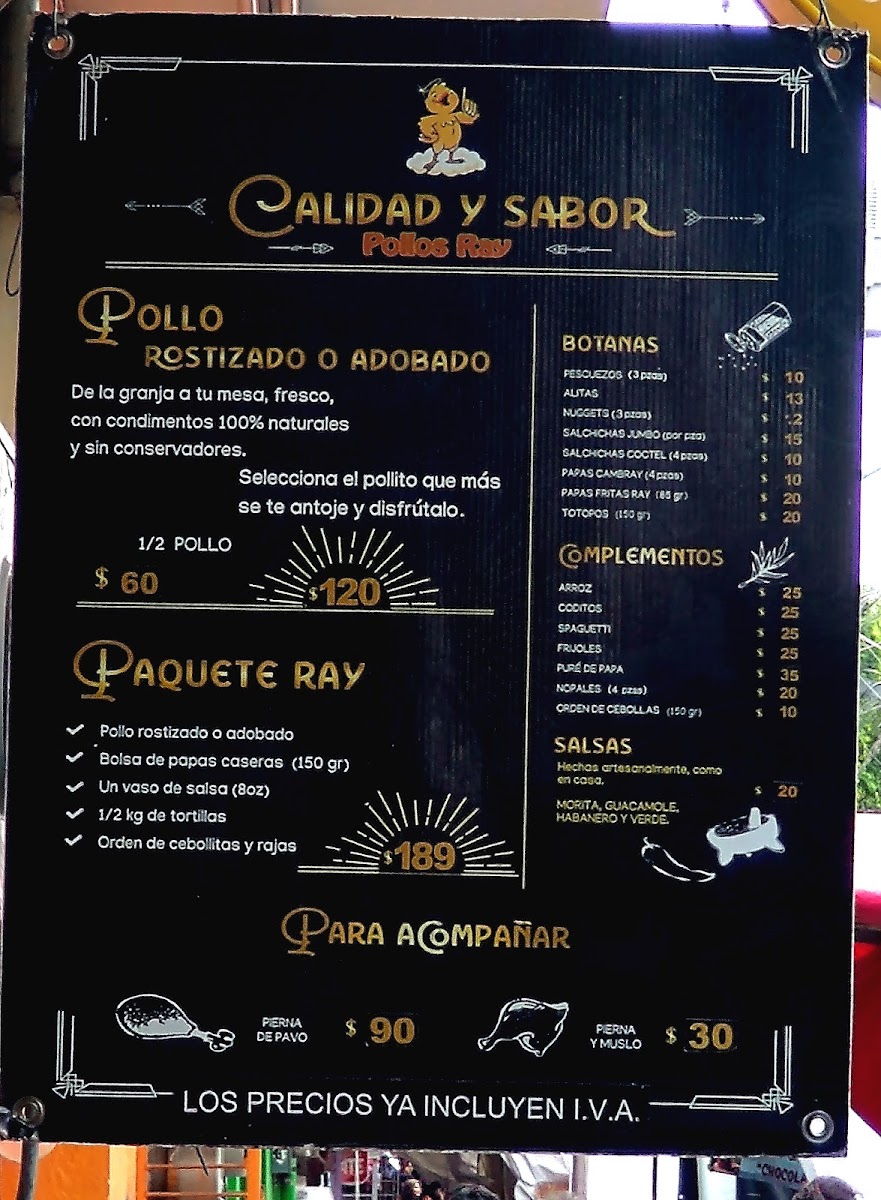 CALIDAD Y SABOR
Pollos Ray
POLLO
ROSTIZADO O ADOBADO
De la granja a tu mesa, fresco,
con condimentos 100% naturales
y sin conservadores.
Selecciona el pollito que más
se te antoje y disfrútalo.
1/2 POLLO
$ 60
$120
PAQUETE RAY
Pollo rostizado o adobado
Bolsa de papas caseras (150 gr)
Un vaso de salsa (8oz)
1/2 kg de tortillas
Orden de cebollitas y rajas
$189
BOTANAS
PESCUEZOS (3 pzas) $ 10
ALITAS $ 13
NUGGETS (3 pzas) $
SALCHICHAS JUMBO (por pza) $ 15
SALCHICHAS COCTEL (4 pzas) $ 10
PAPAS CAMBRAY (4 pzas) $ 10
PAPAS FRITAS RAY (85 gr) $ 20
TOTOPOS (150 gr) $ 20
COMPLEMENTOS
ARROZ $ 25
CODITOS $ 25
SPAGUETTI $ 25
FRIJOLES $ 25
PURÉ DE PAPA $ 35
NOPALES (4 pzas) $ 20
ORDEN DE CEBOLLAS (150 gr) $ 10
SALSAS
Hechas artesanalmente, como
en casa. $ 20
MORITA, GUACAMOLE,
HABANERO Y VERDE.
PARA ACOMPAÑAR
PIERNA
DE PAVO
$ 90
PIERNA
Y MUSLO
$ 30
LOS PRECIOS YA INCLUYEN I.V.A.
"CHOCOLA